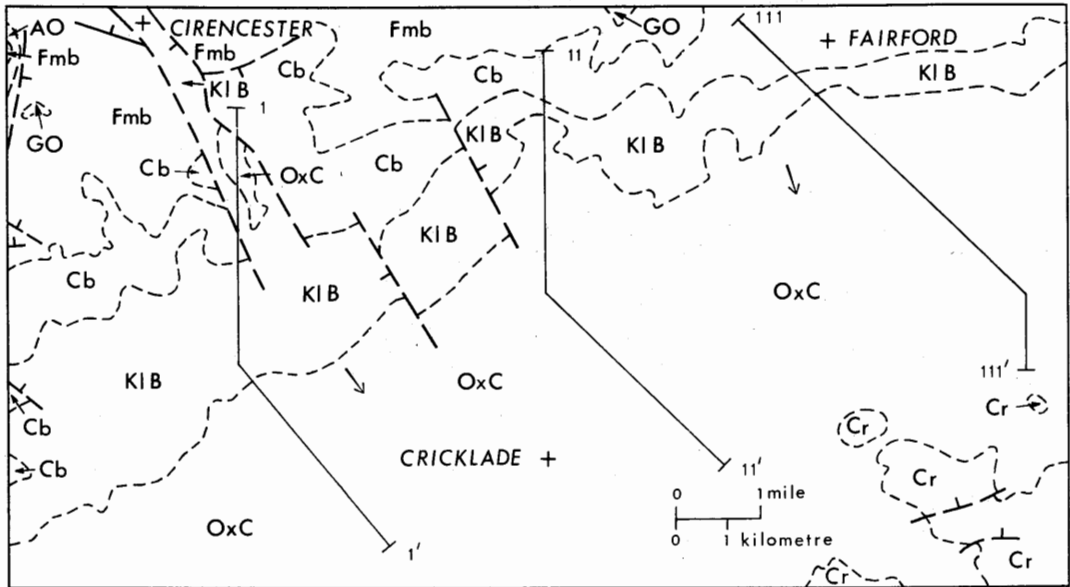 AO
+ CIRENCESTER
Fmb
GO
111
+ FAIRFORD
Fmb
Fmb
Cb
Cb
11
KlB
KlB
1
Fmb
GO
KlB
KlB
Cb
OxC
Cb
KlB
Cb
KlB
OxC
KlB
OxC
111'
Cr
Cb
Cr
Cb
CRICKLADE +
11'
Cr
0 1 mile
OxC
0 1 kilometre
1'
Cr
Cr